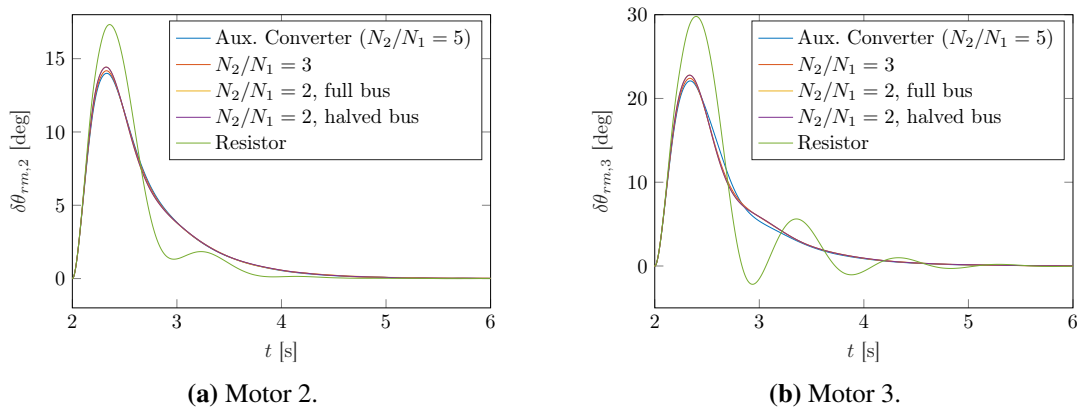 15
10
5
0
δθ_{rm,2} [deg]
Aux. Converter (N_2/N_1 = 5)
N_2/N_1 = 3
N_2/N_1 = 2, full bus
N_2/N_1 = 2, halved bus
Resistor
2 3 4 5 6
t [s]
(a) Motor 2.
30
20
10
0
δθ_{rm,3} [deg]
Aux. Converter (N_2/N_1 = 5)
N_2/N_1 = 3
N_2/N_1 = 2, full bus
N_2/N_1 = 2, halved bus
Resistor
2 3 4 5 6
t [s]
(b) Motor 3.